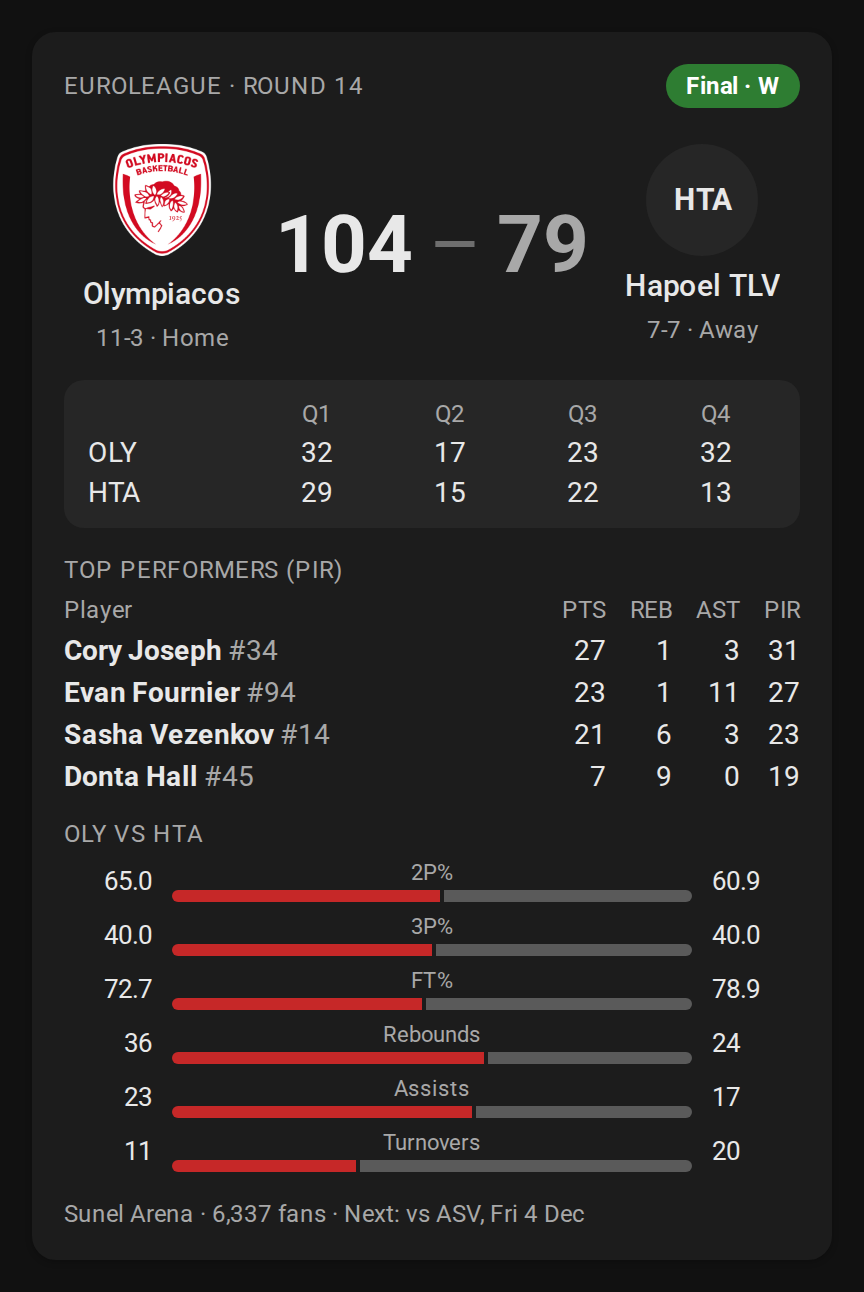 EUROLEAGUE · ROUND 14
Final · W
OLYMPIACOS
BASKETBALL
1925
HTA
104 – 79
Olympiacos
Hapoel TLV
11-3 · Home
7-7 · Away
Q1 Q2 Q3 Q4
OLY 32 17 23 32
HTA 29 15 22 13
TOP PERFORMERS (PIR)
Player PTS REB AST PIR
Cory Joseph #34 27 1 3 31
Evan Fournier #94 23 1 11 27
Sasha Vezenkov #14 21 6 3 23
Donta Hall #45 7 9 0 19
OLY VS HTA
65.0 2P% 60.9
40.0 3P% 40.0
72.7 FT% 78.9
36 Rebounds 24
23 Assists 17
11 Turnovers 20
Sunel Arena · 6,337 fans · Next: vs ASV, Fri 4 Dec